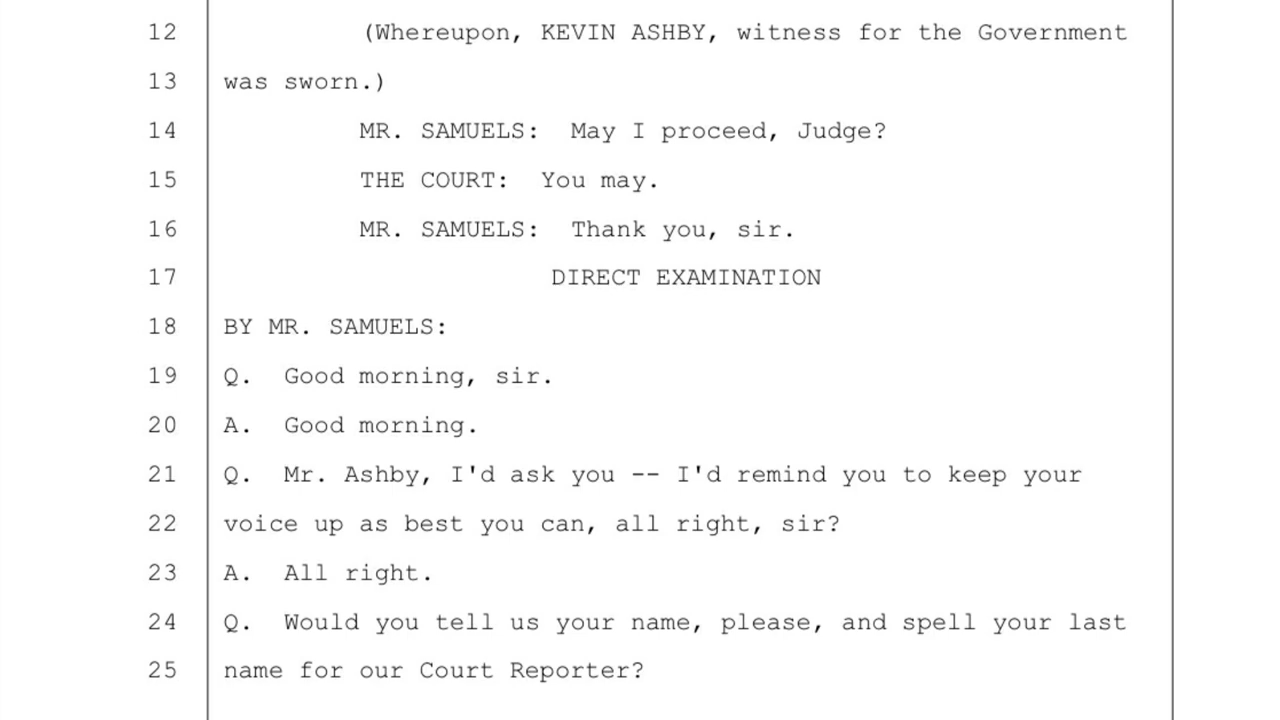 12 (Whereupon, KEVIN ASHBY, witness for the Government
13 was sworn.)
14 MR. SAMUELS: May I proceed, Judge?
15 THE COURT: You may.
16 MR. SAMUELS: Thank you, sir.
17 DIRECT EXAMINATION
18 BY MR. SAMUELS:
19 Q. Good morning, sir.
20 A. Good morning.
21 Q. Mr. Ashby, I'd ask you -- I'd remind you to keep your
22 voice up as best you can, all right, sir?
23 A. All right.
24 Q. Would you tell us your name, please, and spell your last
25 name for our Court Reporter?